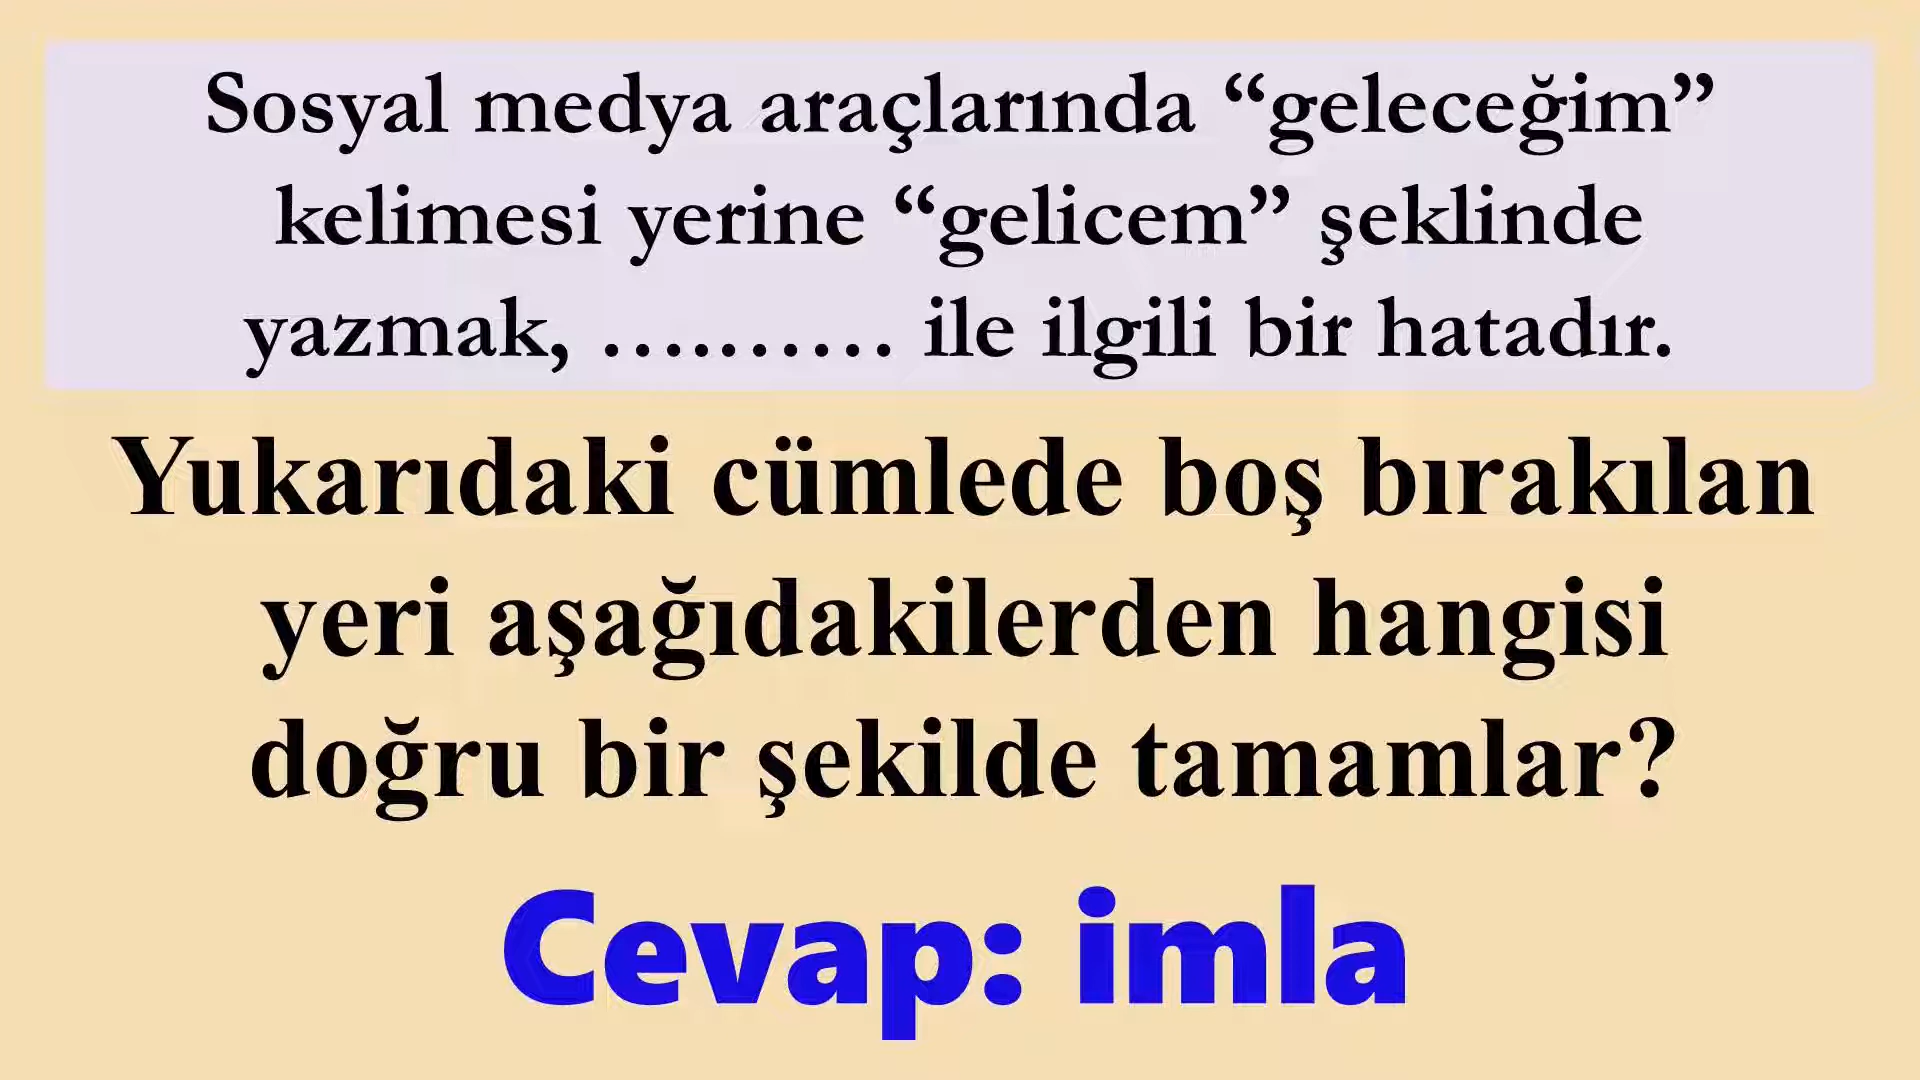 Sosyal medya araçlarında “geleceğim”
kelimesi yerine “gelicem” şeklinde
yazmak, .......... ile ilgili bir hatadır.
Yukarıdaki cümlede boş bırakılan
yeri aşağıdakilerden hangisi
doğru bir şekilde tamamlar?
Cevap: imla